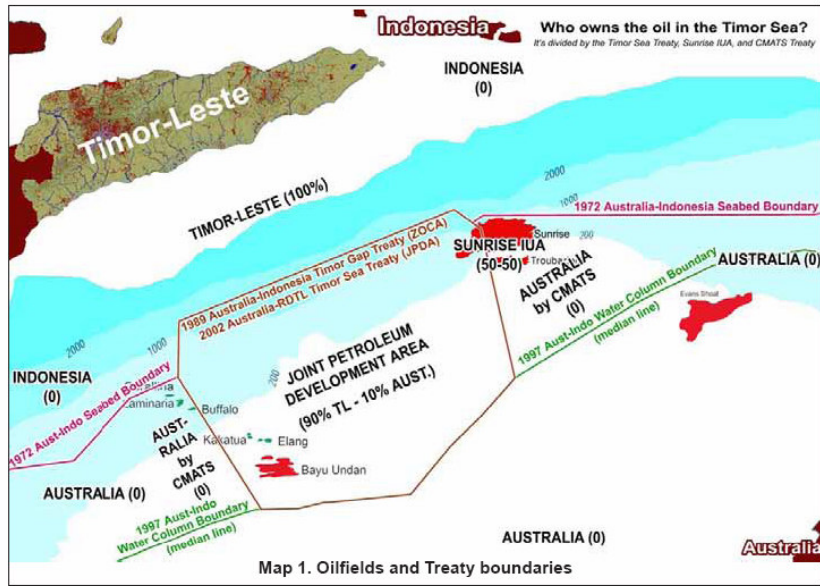 Indonesia
Who owns the oil in the Timor Sea?
It's divided by the Timor Sea Treaty, Sunrise IUA, and CMATS Treaty
INDONESIA
(0)
Timor-Leste
2000
1000
TIMOR-LESTE (100%)
1972 Australia-Indonesia Seabed Boundary
Sunrise
200
SUNRISE IUA
(50-50)
AUSTRALIA (0)
AUSTRALIA
by CMATS
(0)
1989 Australia-Indonesia Timor Gap Treaty (ZOCA)
2002 Australia-RDTL Timor Sea Treaty (JPDA)
Evans Shoal
1997 Aust-Indo Water Column Boundary
(median line)
2000
1000
INDONESIA
(0)
JOINT PETROLEUM
DEVELOPMENT AREA
(90% TL - 10% AUST.)
200
1972 Aust-Indo Seabed Boundary
Buffalo
AUST-
RALIA
by
CMATS
(0)
Kakatua
Elang
Bayu Undan
AUSTRALIA (0)
1997 Aust-Indo
Water Column Boundary
(median line)
AUSTRALIA (0)
Australia
Map 1. Oilfields and Treaty boundaries